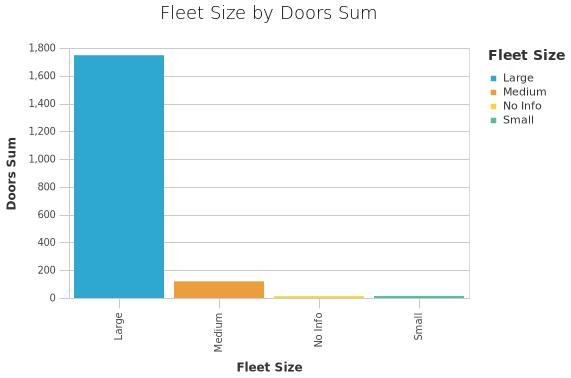 Fleet Size by Doors Sum
Doors Sum
1,800
1,600
1,400
1,200
1,000
800
600
400
200
0
Large
Medium
No Info
Small
Fleet Size
Fleet Size
Large
Medium
No Info
Small